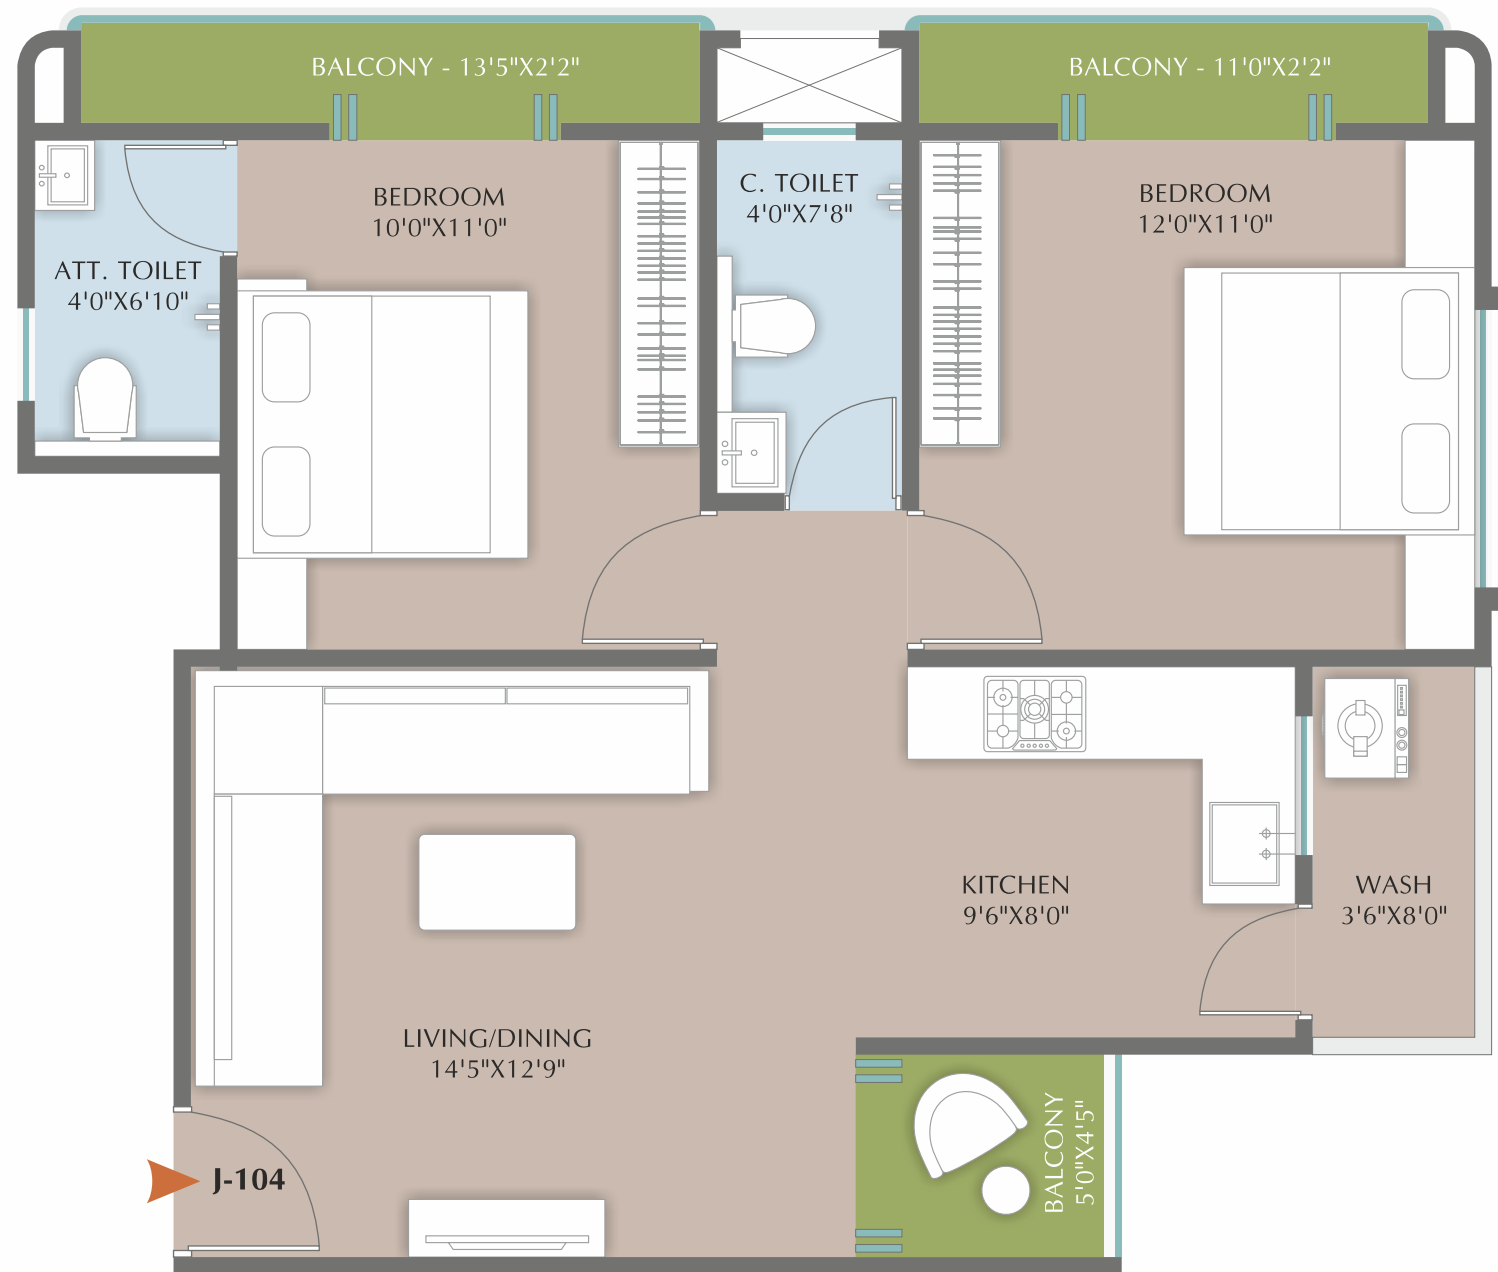 BALCONY - 13'5"X2'2"
BALCONY - 11'0"X2'2"
BEDROOM
10'0"X11'0"
C. TOILET
4'0"X7'8"
BEDROOM
12'0"X11'0"
ATT. TOILET
4'0"X6'10"
KITCHEN
9'6"X8'0"
WASH
3'6"X8'0"
LIVING/DINING
14'5"X12'9"
BALCONY
5'0"X4'5"
J-104